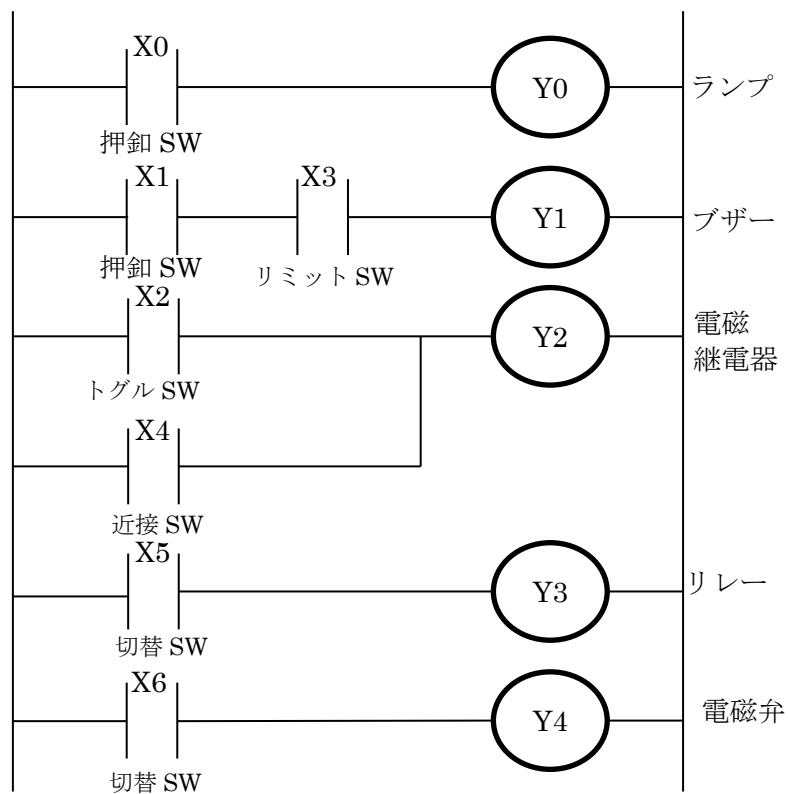 X0
Y0
ランプ
押釦 SW
X1
X3
Y1
ブザー
押釦 SW
リミット SW
X2
Y2
電磁
継電器
トグル SW
X4
近接 SW
X5
Y3
リレー
切替 SW
X6
Y4
電磁弁
切替 SW